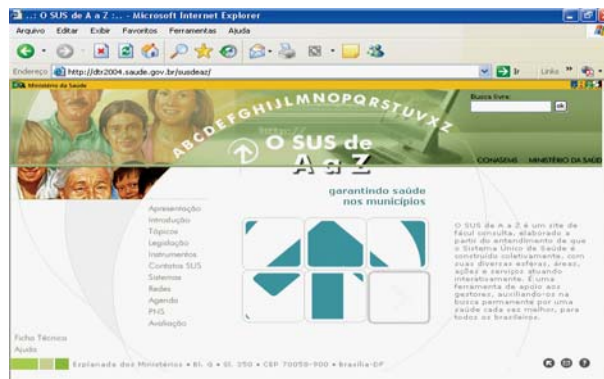 ..: O SUS de A a Z :.. - Microsoft Internet Explorer
Arquivo Editar Exibir Favoritos Ferramentas Ajuda
Endereço http://dtr2004.saude.gov.br/susdeaz/ Ir Links
Ministério da Saúde
Busca livre:
ok
ABCDEFGHIJLMNOPQRSTUVXZ
http://
O SUS de
A a Z
CONASEMS MINISTÉRIO DA SAÚDE
garantindo saúde
nos municípios
Apresentação
Introdução
Tópicos
Legislação
Instrumentos
Contatos SUS
Sistemas
Redes
Agenda
PNS
Avaliação
O SUS de A a Z é um site de
fácil consulta, elaborado a
partir do entendimento de que
o Sistema Único de Saúde é
construído coletivamente, com
suas diversas esferas, áreas,
ações e serviços atuando
interativamente. É uma
ferramenta de apoio aos
gestores, auxiliando-os na
busca permanente por uma
saúde cada vez melhor, para
todos os brasileiros.
Ficha Técnica
Ajuda
Esplanada dos Ministérios • Bl. G • Sl. 250 • CEP 70058-900 • Brasília-DF